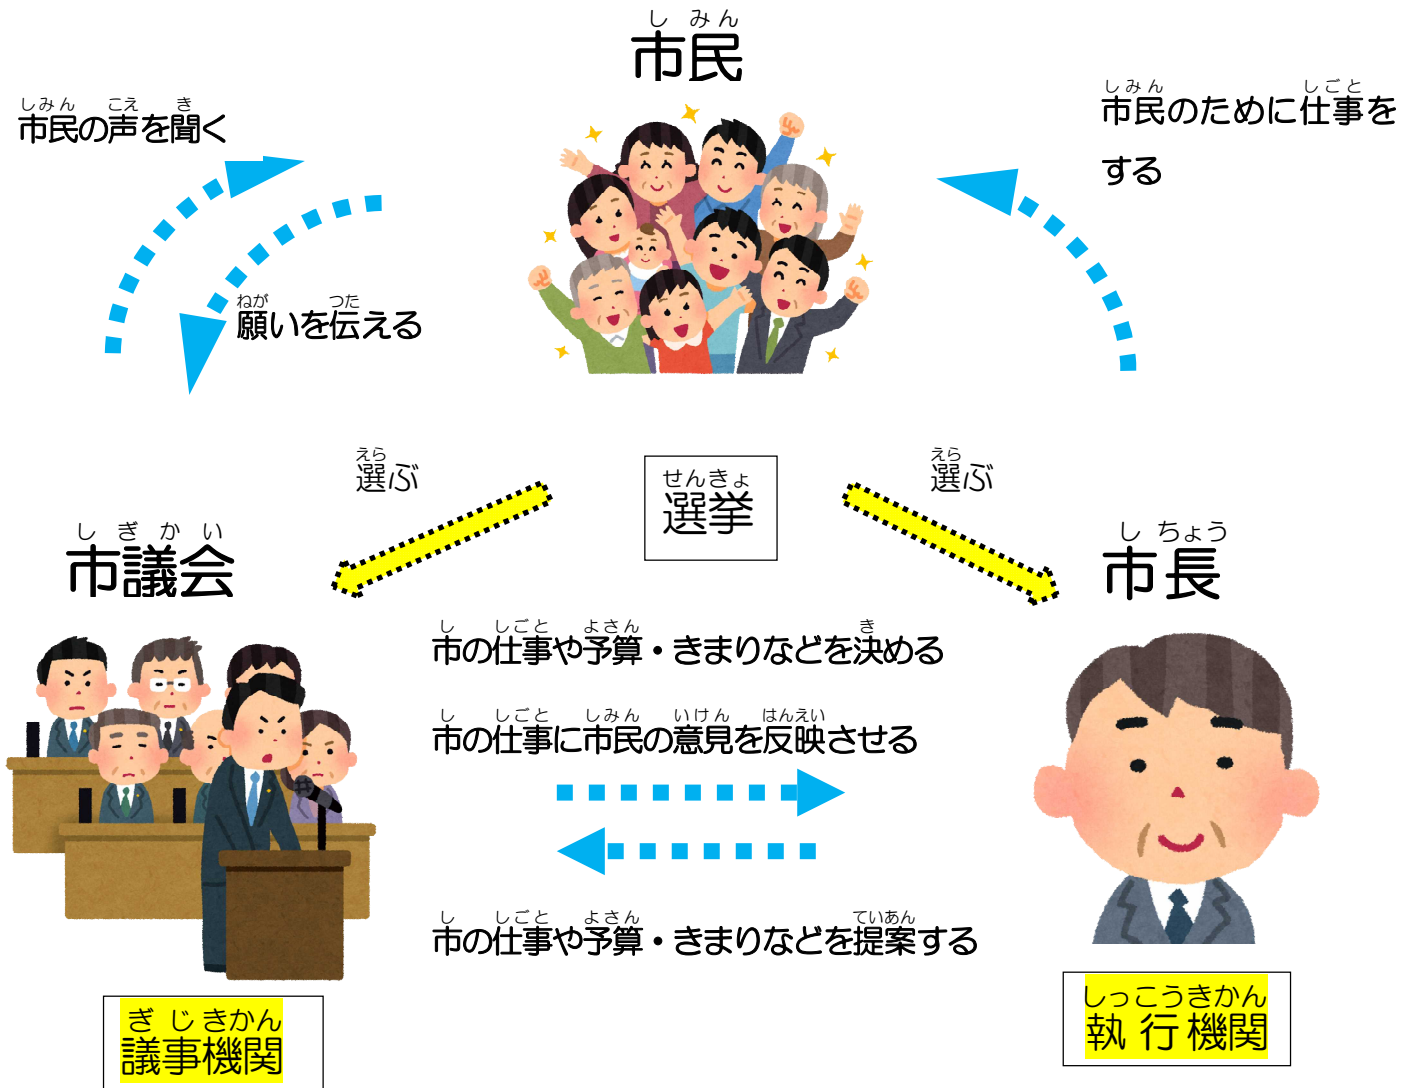 しみん
市民
しみん こえ き
市民の声を聞く
しみん しごと
市民のために仕事を
する
ねが つた
願いを伝える
えら
選ぶ
せんきょ
選挙
えら
選ぶ
しぎかい
市議会
しちょう
市長
し しごと よさん き
市の仕事や予算・きまりなどを決める
し しごと しみん いけん はんえい
市の仕事に市民の意見を反映させる
し しごと よさん ていあん
市の仕事や予算・きまりなどを提案する
ぎじきかん
議事機関
しっこうきかん
執行機関